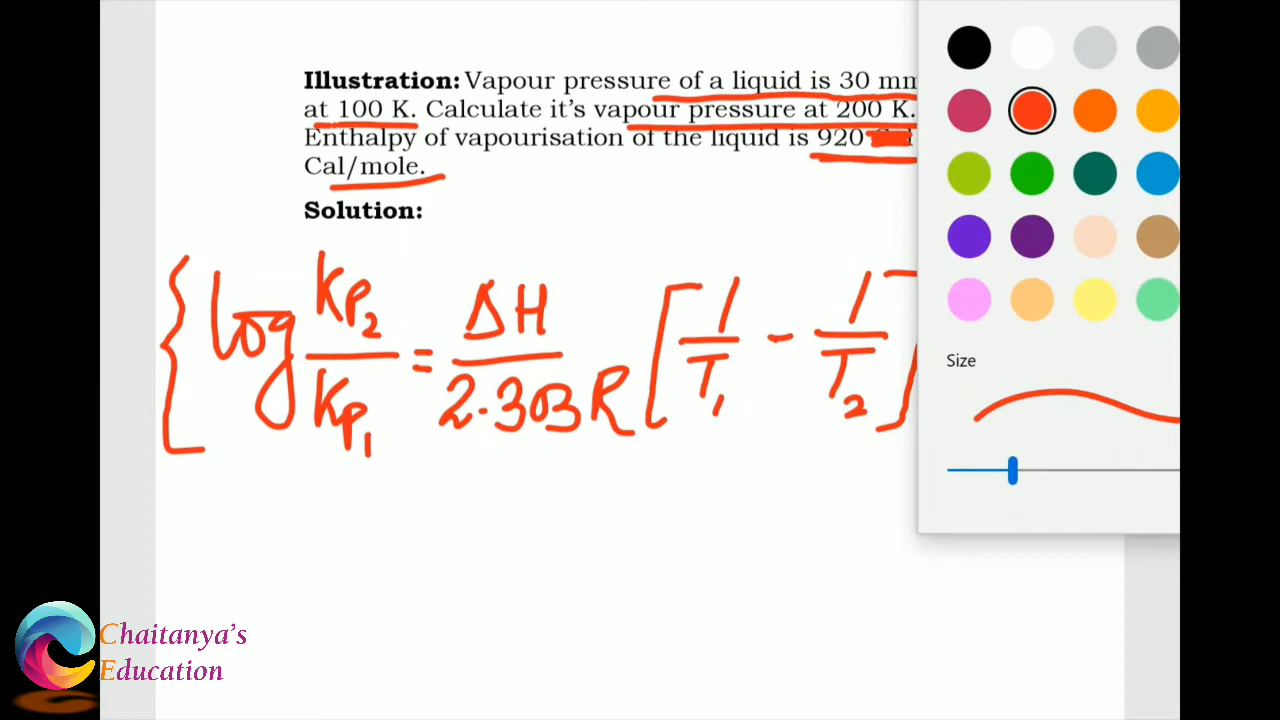 Illustration: Vapour pressure of a liquid is 30 mm
at 100 K. Calculate it's vapour pressure at 200 K.
Enthalpy of vapourisation of the liquid is 920
Cal/mole.
Solution:
{ log Kp2/Kp1 = ΔH/2.303R [1/T1 - 1/T2]
Size
Chaitanya's
Education